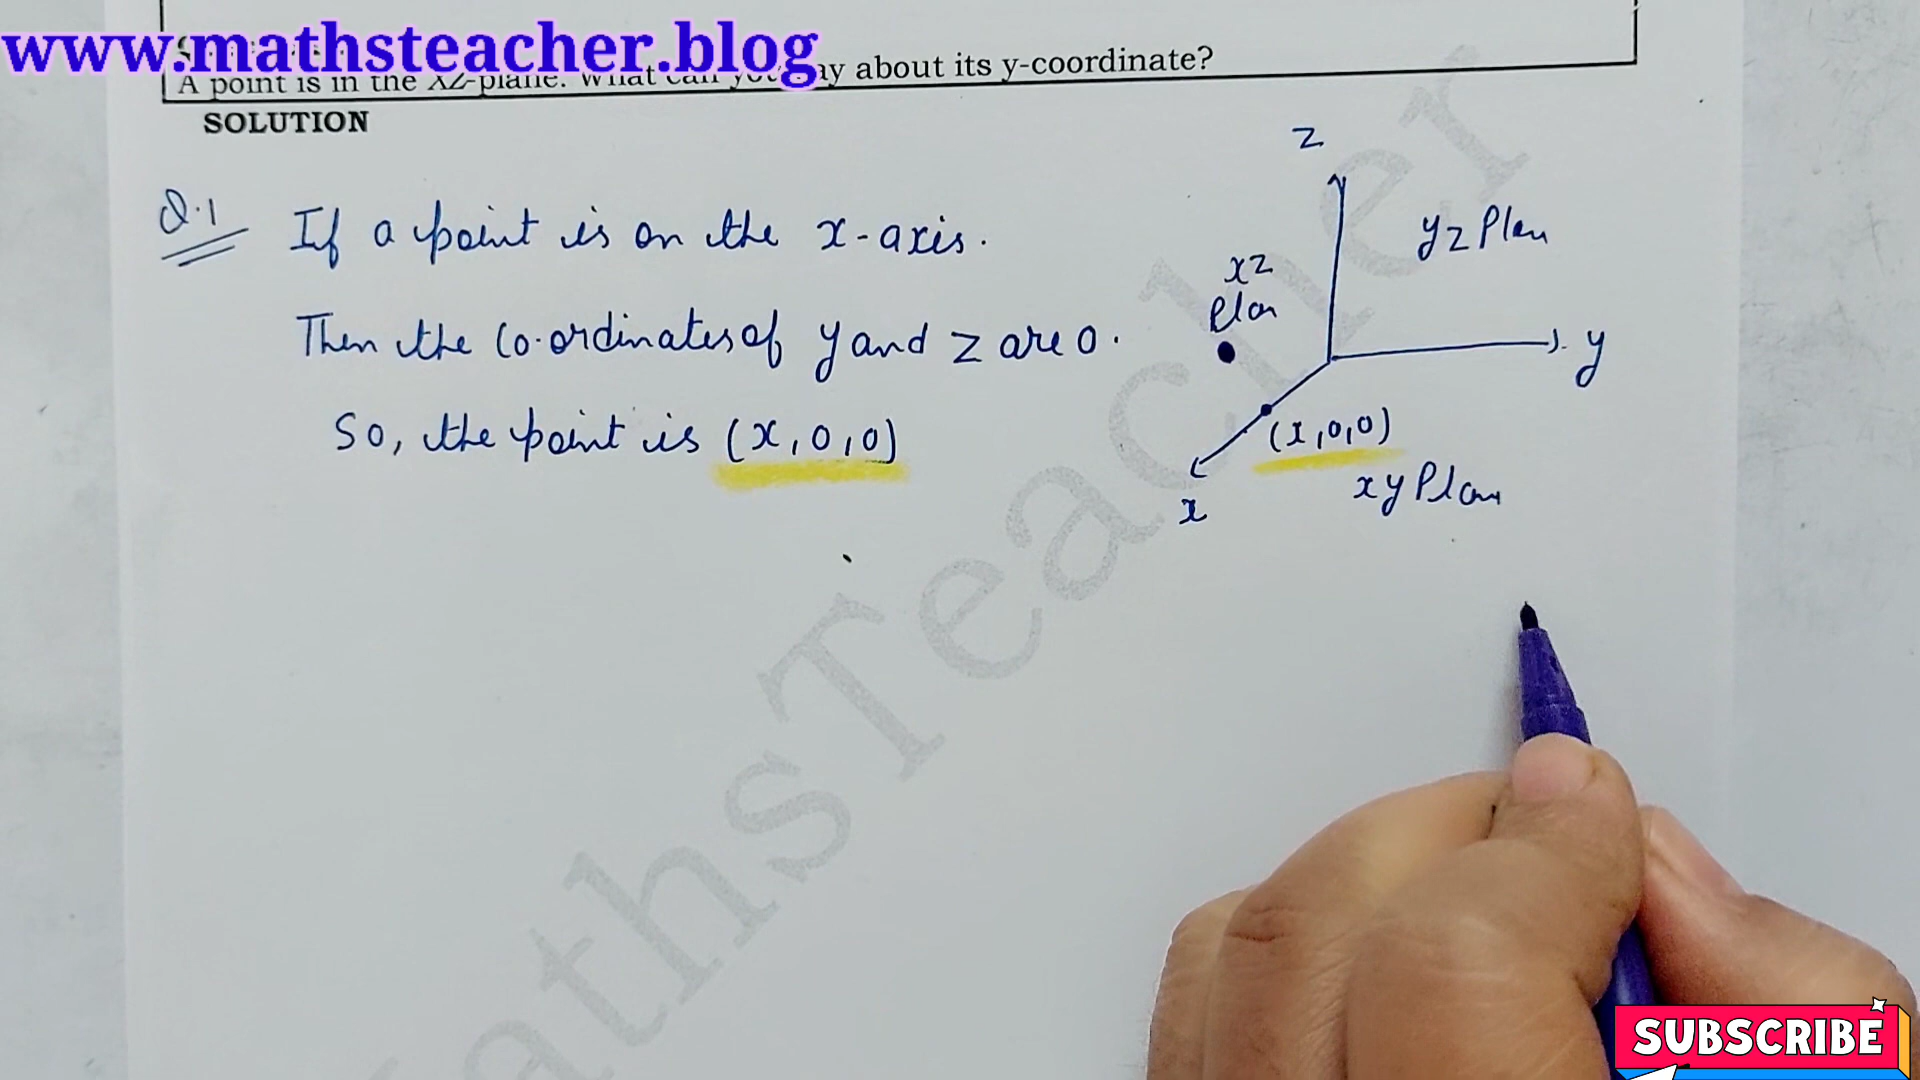 www.mathsteacher.blog
A point is in the XZ-plane. What can you say about its y-coordinate?
SOLUTION
Q.1 If a point is on the x-axis.
Then the co-ordinates of y and z are 0.
So, the point is (x,0,0)
z
yz Plan
xz
Plan
y
(x,0,0)
xy Plan
x
MathsTeacher
SUBSCRIBE